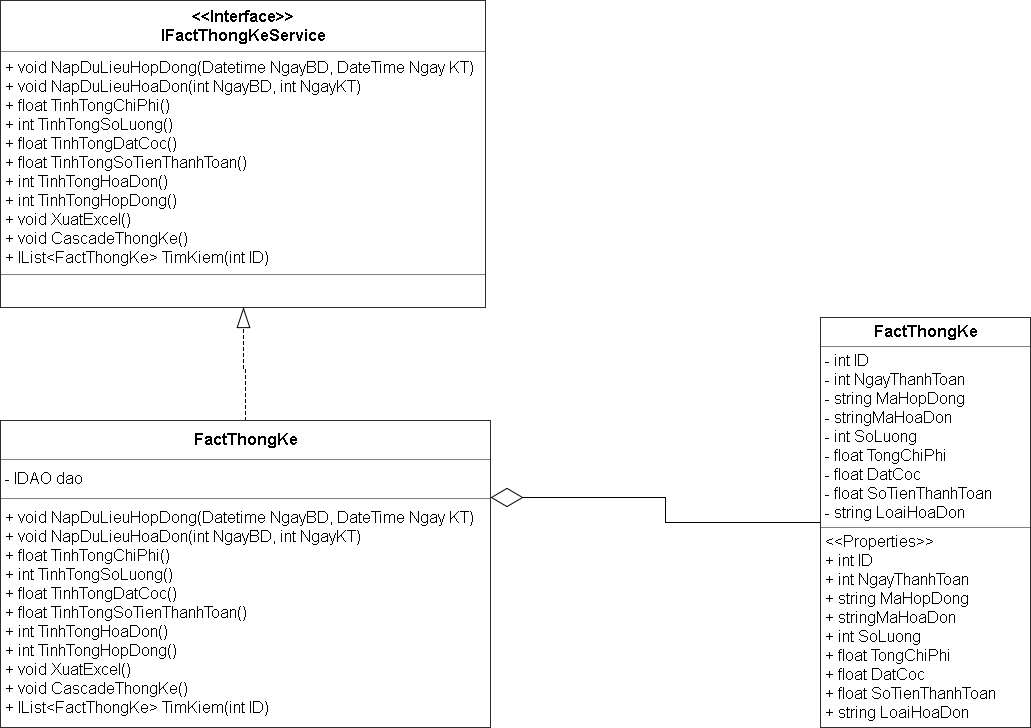 <<Interface>>
IFactThongKeService
+ void NapDuLieuHopDong(Datetime NgayBD, DateTime Ngay KT)
+ void NapDuLieuHoaDon(int NgayBD, int NgayKT)
+ float TinhTongChiPhi()
+ int TinhTongSoLuong()
+ float TinhTongDatCoc()
+ float TinhTongSoTienThanhToan()
+ int TinhTongHoaDon()
+ int TinhTongHopDong()
+ void XuatExcel()
+ void CascadeThongKe()
+ IList<FactThongKe> TimKiem(int ID)
FactThongKe
- IDAO dao
+ void NapDuLieuHopDong(Datetime NgayBD, DateTime Ngay KT)
+ void NapDuLieuHoaDon(int NgayBD, int NgayKT)
+ float TinhTongChiPhi()
+ int TinhTongSoLuong()
+ float TinhTongDatCoc()
+ float TinhTongSoTienThanhToan()
+ int TinhTongHoaDon()
+ int TinhTongHopDong()
+ void XuatExcel()
+ void CascadeThongKe()
+ IList<FactThongKe> TimKiem(int ID)
FactThongKe
- int ID
- int NgayThanhToan
- string MaHopDong
- stringMaHoaDon
- int SoLuong
- float TongChiPhi
- float DatCoc
- float SoTienThanhToan
- string LoaiHoaDon
<<Properties>>
+ int ID
+ int NgayThanhToan
+ string MaHopDong
+ stringMaHoaDon
+ int SoLuong
+ float TongChiPhi
+ float DatCoc
+ float SoTienThanhToan
+ string LoaiHoaDon